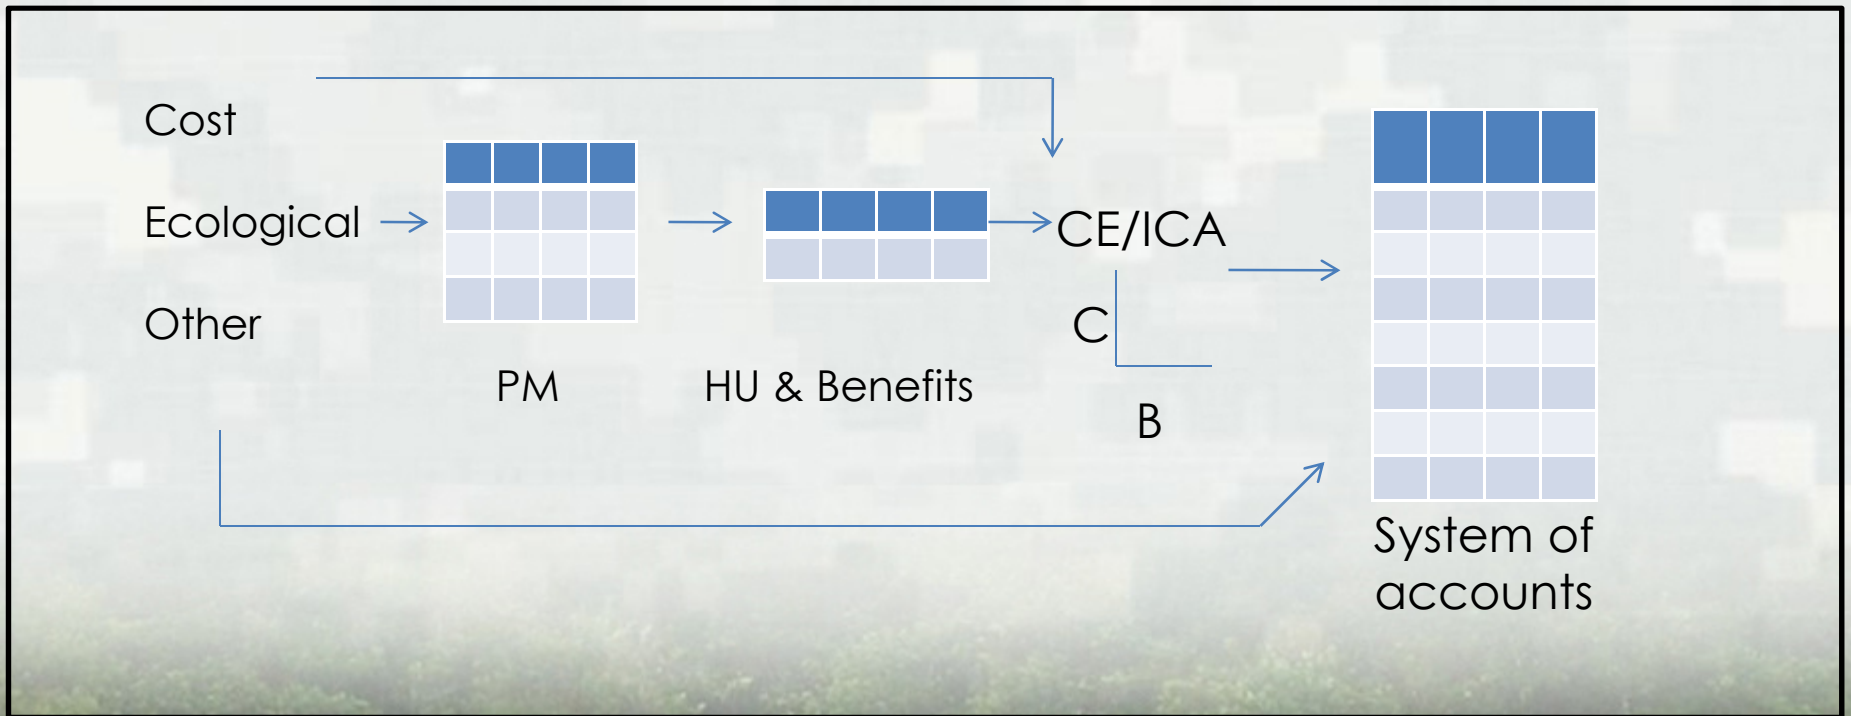 Cost
Ecological
Other
PM
HU & Benefits
CE/ICA
C
B
System of
accounts